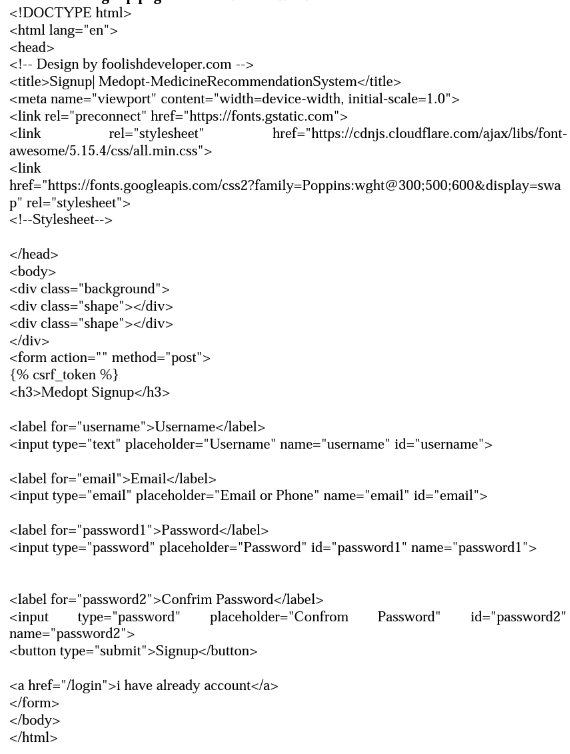 <!DOCTYPE html>
<html lang="en">
<head>
<!-- Design by foolishdeveloper.com -->
<title>Signup| Medopt-MedicineRecommendationSystem</title>
<meta name="viewport" content="width=device-width, initial-scale=1.0">
<link rel="preconnect" href="https://fonts.gstatic.com">
<link rel="stylesheet" href="https://cdnjs.cloudflare.com/ajax/libs/font-
awesome/5.15.4/css/all.min.css">
<link
href="https://fonts.googleapis.com/css2?family=Poppins:wght@300;500;600&display=swa
p" rel="stylesheet">
<!--Stylesheet-->
</head>
<body>
<div class="background">
<div class="shape"></div>
<div class="shape"></div>
</div>
<form action="" method="post">
{% csrf_token %}
<h3>Medopt Signup</h3>
<label for="username">Username</label>
<input type="text" placeholder="Username" name="username" id="username">
<label for="email">Email</label>
<input type="email" placeholder="Email or Phone" name="email" id="email">
<label for="password1">Password</label>
<input type="password" placeholder="Password" id="password1" name="password1">
<label for="password2">Confrim Password</label>
<input type="password" placeholder="Confrom Password" id="password2"
name="password2">
<button type="submit">Signup</button>
<a href="/login">i have already account</a>
</form>
</body>
</html>